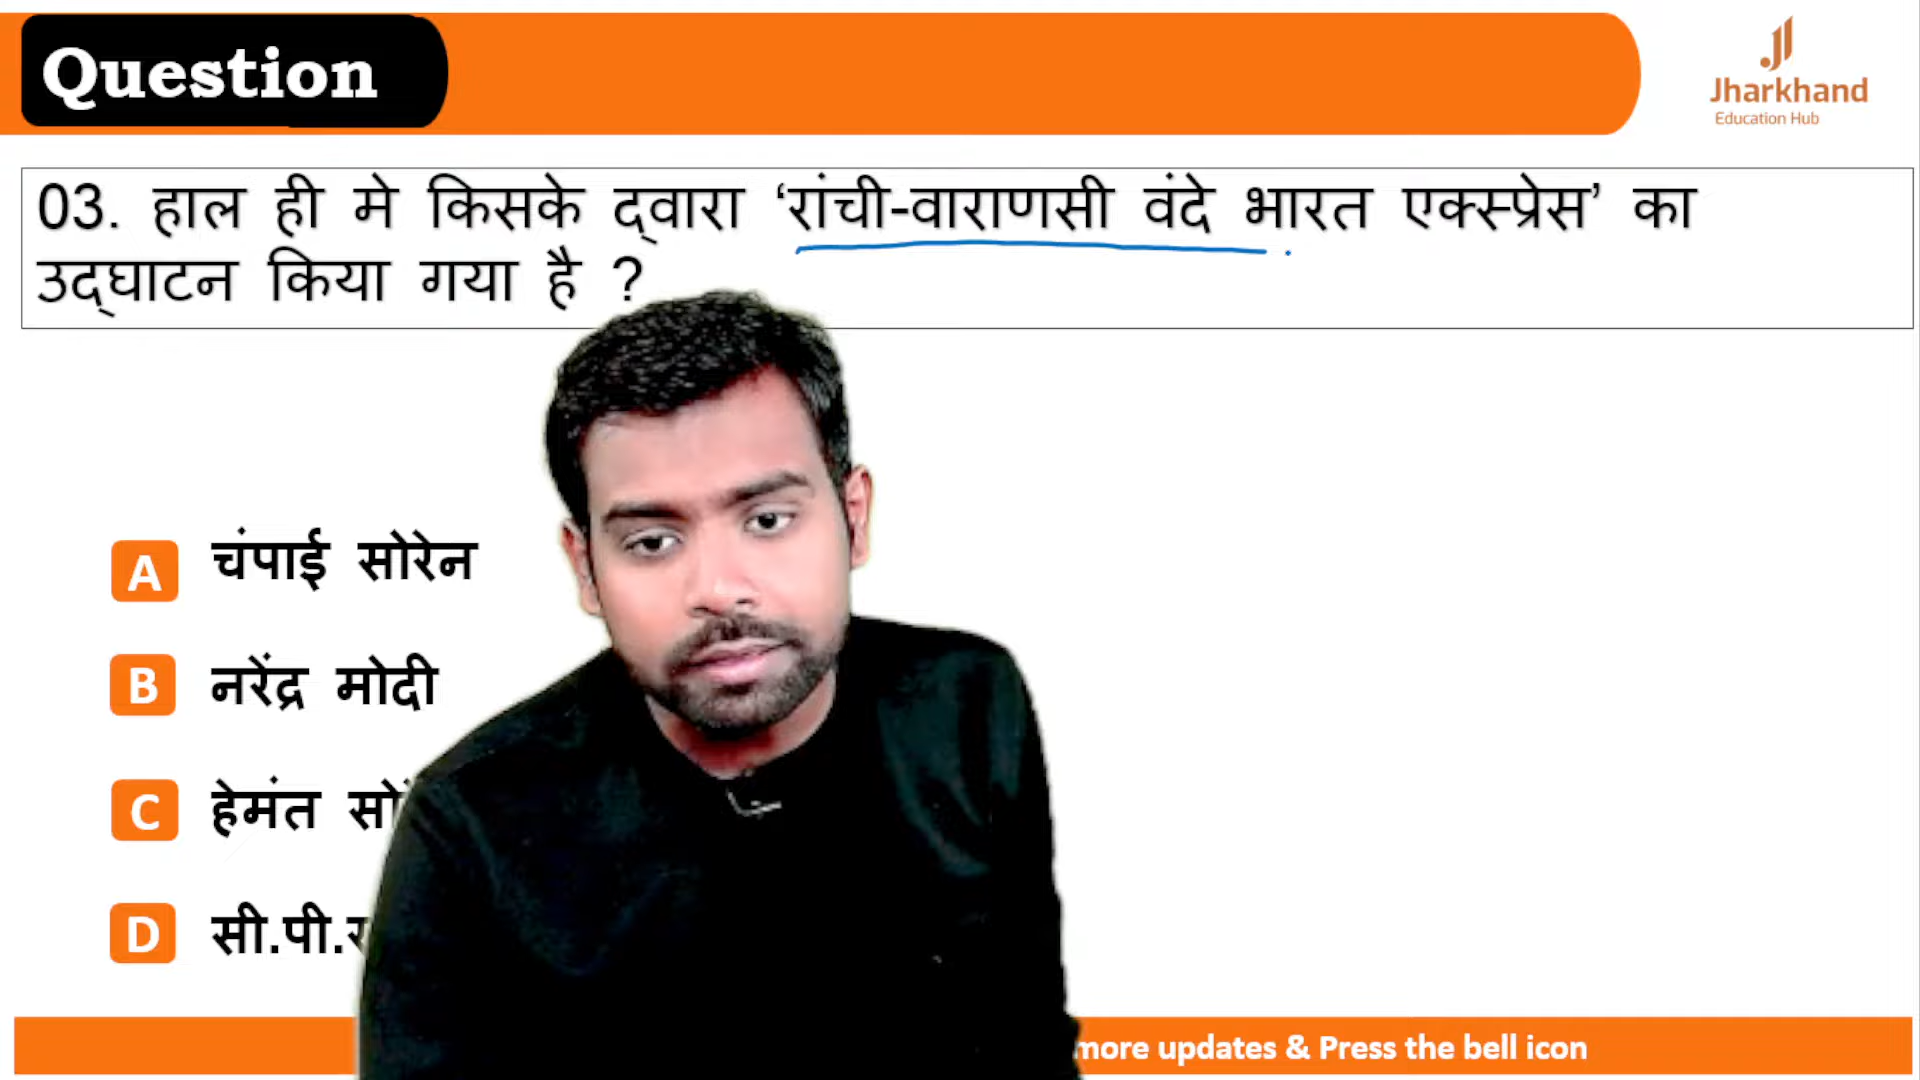 Question
Jharkhand
Education Hub
03. हाल ही मे किसके द्वारा ‘रांची-वाराणसी वंदे भारत एक्स्प्रेस’ का
उद्घाटन किया गया है ?
A चंपाई सोरेन
B नरेंद्र मोदी
C हेमंत
D सी.पी.
more updates & Press the bell icon